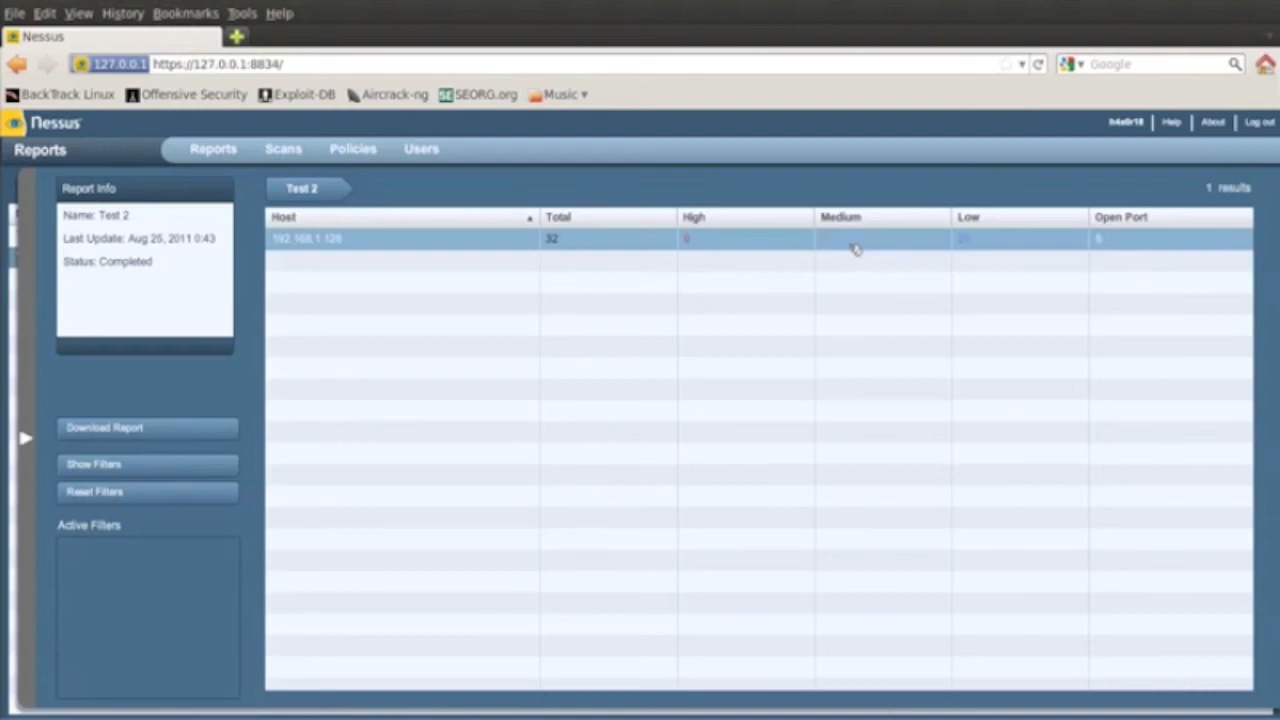 File Edit View History Bookmarks Tools Help
Nessus
127.0.0.1 https://127.0.0.1:8834/ Google
BackTrack Linux Offensive Security Exploit-DB Aircrack-ng SEORG.org Music
Nessus Help About Log out
Reports Reports Scans Policies Users
Report Info
Name: Test 2
Last Update: Aug 25, 2011 0:43
Status: Completed
Download Report
Show Filters
Reset Filters
Active Filters
Test 2 1 results
Host Total High Medium Low Open Port
192.168.1.128 32